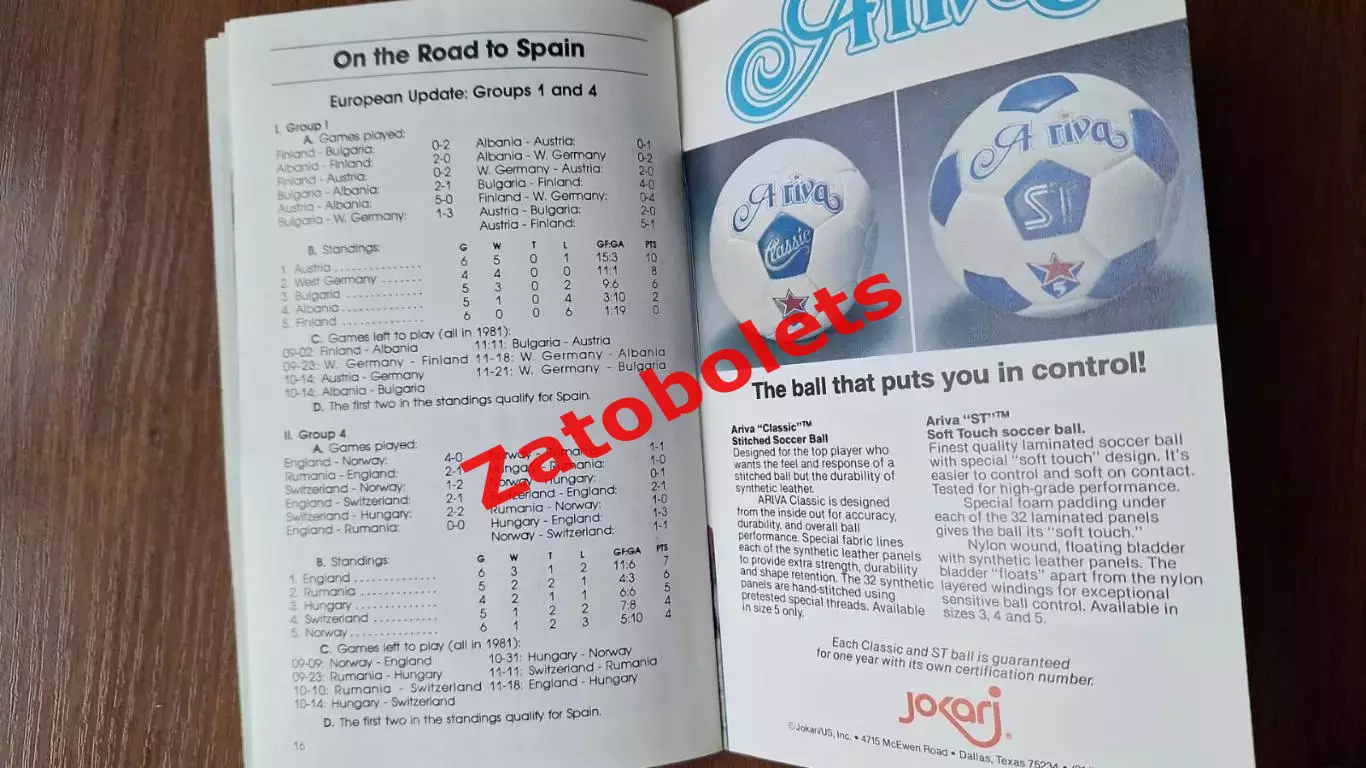 On the Road to Spain
European Update: Groups 1 and 4
I. Group I
A. Games played:
Finland - Bulgaria: 0-2
Albania - Finland: 2-0
Finland - Austria: 0-2
Bulgaria - Albania: 2-1
Austria - Albania: 5-0
Bulgaria - W. Germany: 1-3
Albania - Austria: 0-1
Albania - W. Germany 0-2
W. Germany - Austria: 2-0
Bulgaria - Finland: 4-0
Finland - W. Germany: 0-4
Austria - Bulgaria: 2-0
Austria - Finland: 5-1
B. Standings: G W T L GF:GA PTS
1. Austria 6 5 0 1 15:3 10
2. West Germany 4 4 0 0 11:1 8
3. Bulgaria 5 3 0 2 9:6 6
4. Albania 5 1 0 4 3:10 2
5. Finland 6 0 0 6 1:19 0
C. Games left to play (all in 1981):
09-02: Finland - Albania
09-23: W. Germany - Finland
10-14: Austria - Germany
10-14: Albania - Bulgaria
11:11: Bulgaria - Austria
11-18: W. Germany - Albania
11-21: W. Germany - Bulgaria
D. The first two in the standings qualify for Spain.
II. Group 4
A. Games played:
England - Norway: 4-0
Rumania - England: 2-1
Switzerland - Norway: 1-2
England - Switzerland: 2-1
Switzerland - Hungary: 2-2
England - Rumania: 0-0
Norway - Rumania: 1-1
Hungary - Rumania: 1-0
Norway - Hungary: 0-1
Switzerland - England: 2-1
Rumania - Norway: 1-0
Hungary - England: 1-3
Norway - Switzerland: 1-1
B. Standings: G W T L GF:GA PTS
1. England 6 3 1 2 11:6 7
2. Rumania 5 2 2 1 4:3 6
3. Hungary 4 2 1 1 6:6 5
4. Switzerland 5 1 2 2 7:8 4
5. Norway 6 1 2 3 5:10 4
C. Games left to play (all in 1981):
09-09: Norway - England
09-23: Rumania - Hungary
10-10: Rumania - Switzerland
10-14: Hungary - Switzerland
10-31: Hungary - Norway
11-11: Switzerland - Rumania
11-18: England - Hungary
D. The first two in the standings qualify for Spain.
16
Ariva
Ariva
Classic
Ariva
ST
5
The ball that puts you in control!
Ariva "Classic"™
Stitched Soccer Ball
Designed for the top player who
wants the feel and response of a
stitched ball but the durability of
synthetic leather.
ARIVA Classic is designed
from the inside out for accuracy,
durability, and overall ball
performance. Special fabric lines
each of the synthetic leather panels
to provide extra strength, durability
and shape retention. The 32 synthetic
panels are hand-stitched using
pretested special threads. Available
in size 5 only.
Ariva "ST"™
Soft Touch soccer ball.
Finest quality laminated soccer ball
with special "soft touch" design. It's
easier to control and soft on contact.
Tested for high-grade performance.
Special foam padding under
each of the 32 laminated panels
gives the ball its "soft touch."
Nylon wound, floating bladder
with synthetic leather panels. The
bladder "floats" apart from the nylon
layered windings for exceptional
sensitive ball control. Available in
sizes 3, 4 and 5.
Each Classic and ST ball is guaranteed
for one year with its own certification number.
Jokari®
©Jokari/US, Inc. • 4715 McEwen Road • Dallas, Texas 75234 •
Zatobolets